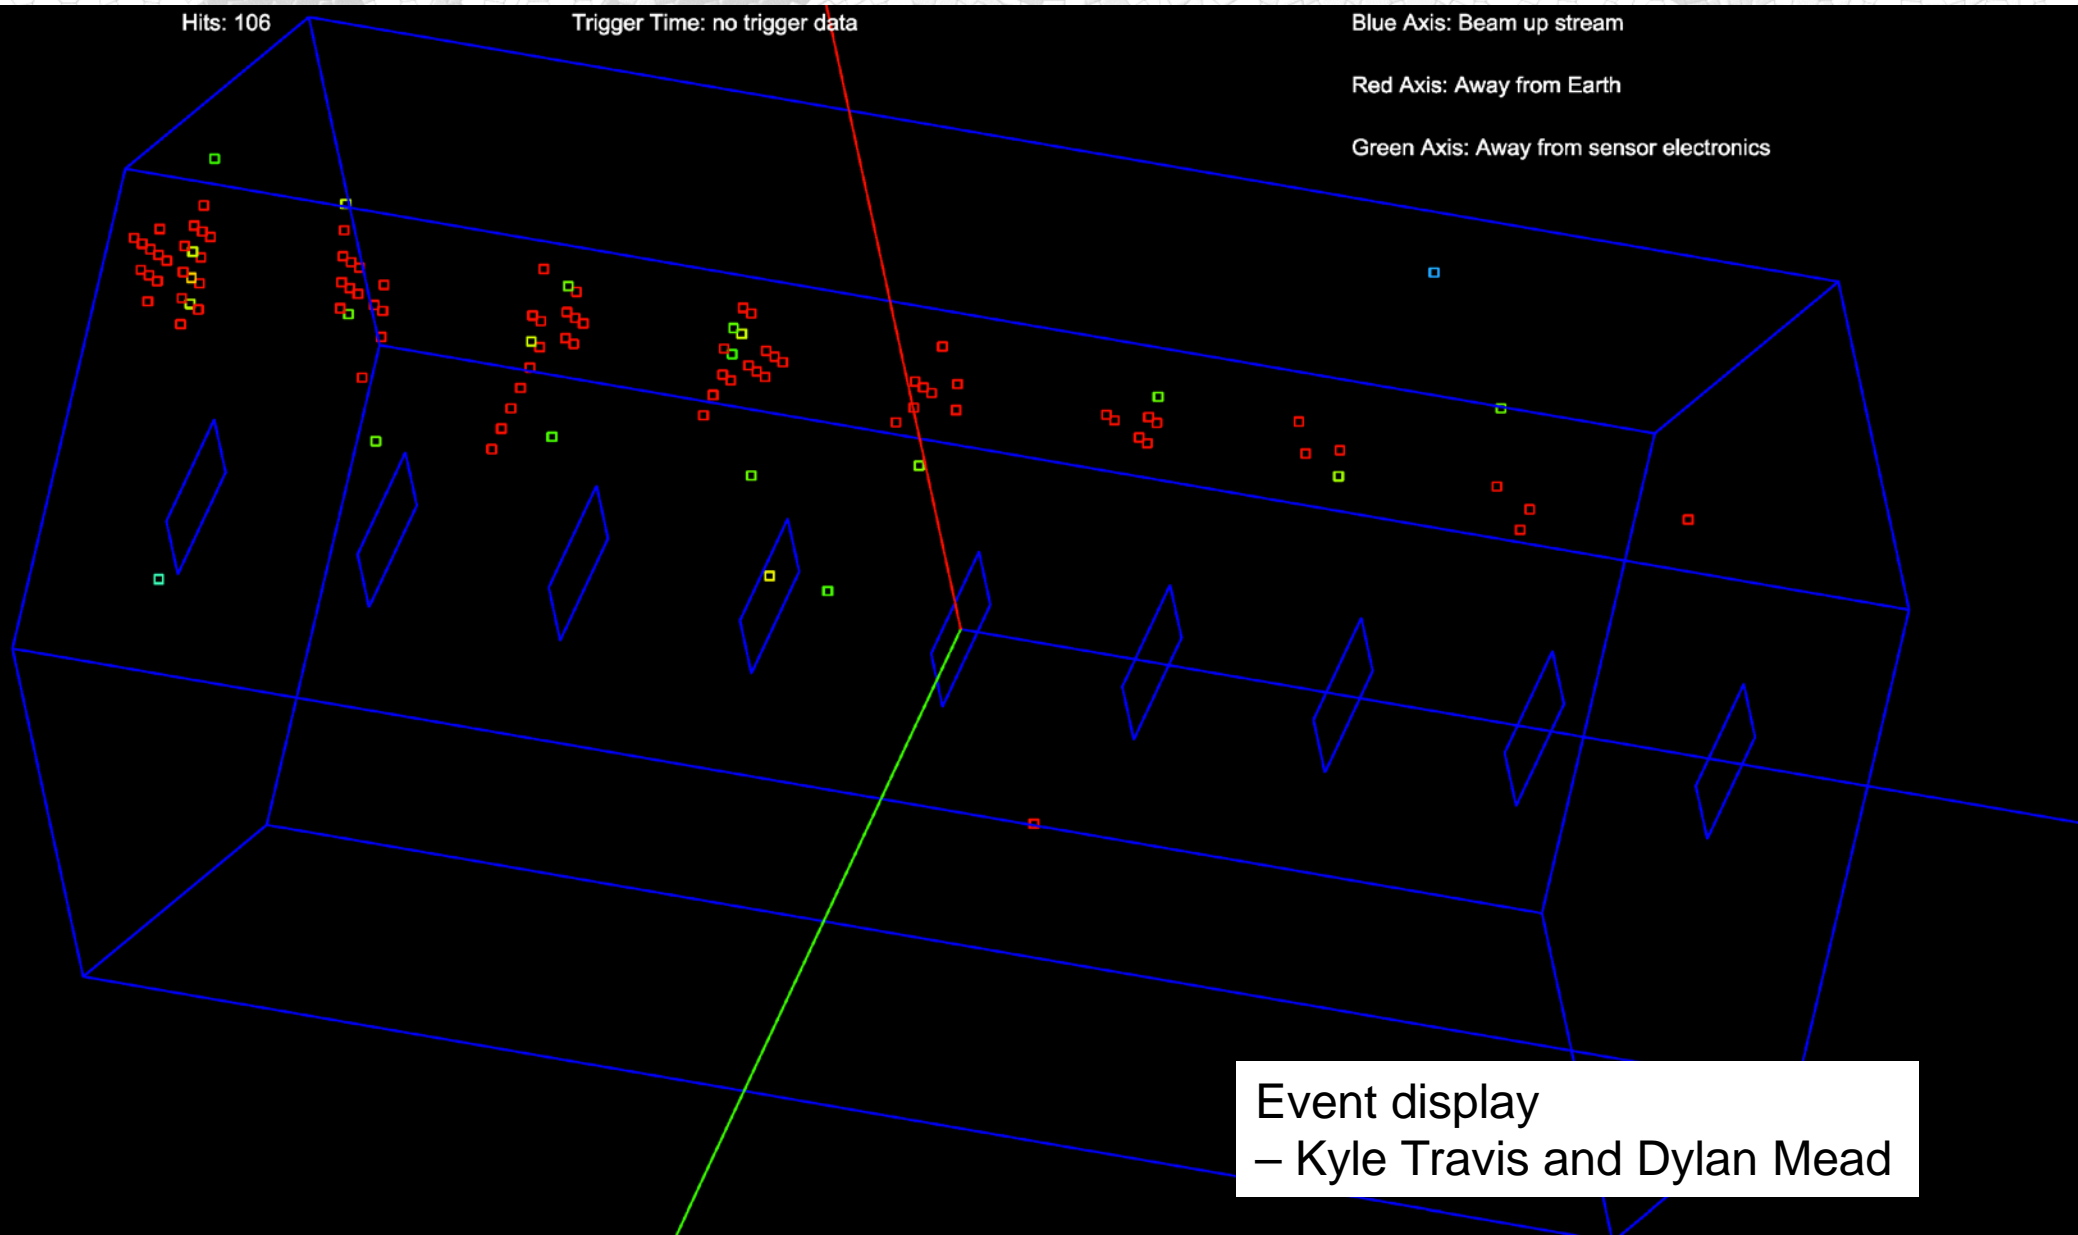 Hits: 106
Trigger Time: no trigger data
Blue Axis: Beam up stream
Red Axis: Away from Earth
Green Axis: Away from sensor electronics
Event display
– Kyle Travis and Dylan Mead